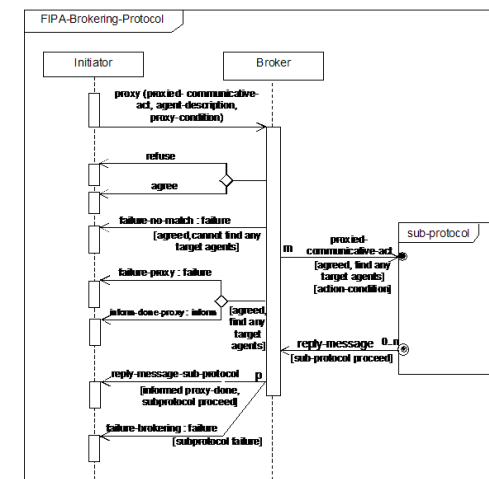 FIPA-Brokering-Protocol
Initiator
Broker
proxy (proxied- communicative-
act, agent-description,
proxy-condition)
refuse
agree
failure-no-match : failure
[agreed,cannot find any
target agents]
m
proxied-
communicative-act
[agreed, find any
target agents]
[action-condition]
sub-protocol
failure-proxy : failure
inform-done-proxy : inform
[agreed,
find any
target
agents]
reply-message 0..n
[sub-protocol proceed]
reply-message-sub-protocol
p
[informed proxy-done,
subprotocol proceed]
failure-brokering : failure
[subprotocol failure]